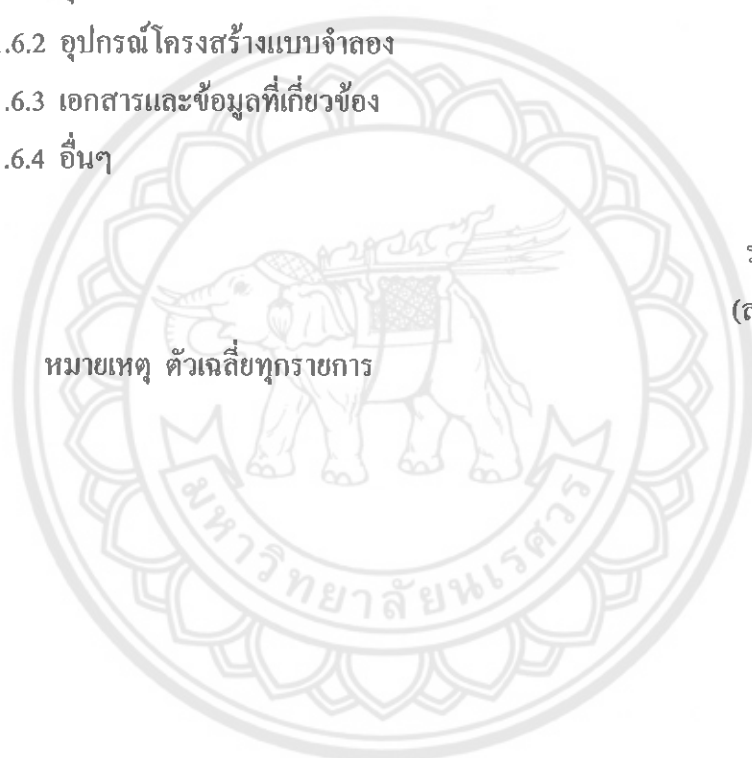 .6.2 อุปกรณ์โครงสร้างแบบจำลอง
.6.3 เอกสารและข้อมูลที่เกี่ยวข้อง
.6.4 อื่นๆ
(ส
หมายเหตุ ตัวเฉลี่ยทุกรายการ
มหาวิทยาลัยนเรศวร